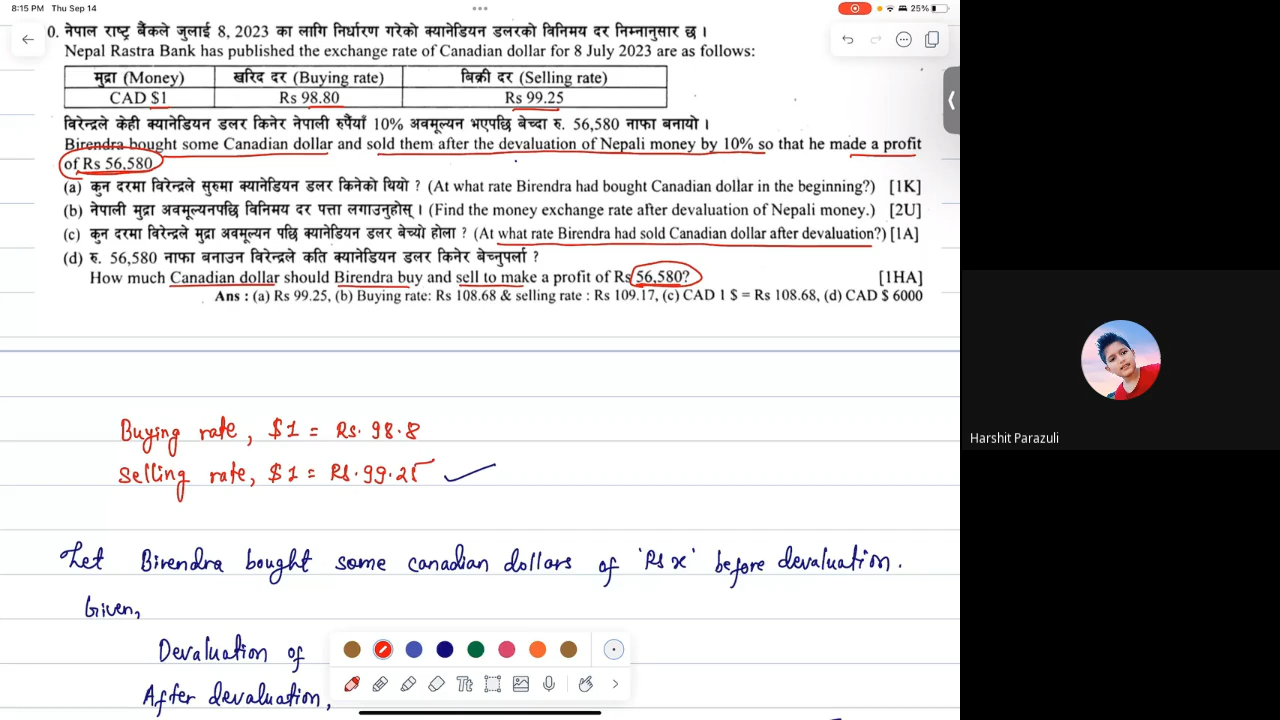 8:15 PM Thu Sep 14
25%
0. नेपाल राष्ट्र बैंकले जुलाई 8, 2023 का लागि निर्धारण गरेको क्यानेडियन डलरको विनिमय दर निम्नानुसार छ ।
Nepal Rastra Bank has published the exchange rate of Canadian dollar for 8 July 2023 are as follows:
मुद्रा (Money) खरिद दर (Buying rate) बिक्री दर (Selling rate)
CAD $1 Rs 98.80 Rs 99.25
विरेन्द्रले केही क्यानेडियन डलर किनेर नेपाली रुपैँयाँ 10% अवमूल्यन भएपछि बेच्दा रु. 56,580 नाफा बनायो ।
Birendra bought some Canadian dollar and sold them after the devaluation of Nepali money by 10% so that he made a profit
of Rs 56,580
(a) कुन दरमा विरेन्द्रले सुरुमा क्यानेडियन डलर किनेको थियो ? (At what rate Birendra had bought Canadian dollar in the beginning?) [1K]
(b) नेपाली मुद्रा अवमूल्यनपछि विनिमय दर पत्ता लगाउनुहोस् । (Find the money exchange rate after devaluation of Nepali money.) [2U]
(c) कुन दरमा विरेन्द्रले मुद्रा अवमूल्यन पछि क्यानेडियन डलर बेच्यो होला ? (At what rate Birendra had sold Canadian dollar after devaluation?) [1A]
(d) रु. 56,580 नाफा बनाउन विरेन्द्रले कति क्यानेडियन डलर किनेर बेच्नुपर्ला ?
How much Canadian dollar should Birendra buy and sell to make a profit of Rs 56,580? [1HA]
Ans : (a) Rs 99.25, (b) Buying rate: Rs 108.68 & selling rate : Rs 109.17, (c) CAD 1 $ = Rs 108.68, (d) CAD $ 6000
Buying rate, $1 = Rs. 98.8
Selling rate, $1 = Rs. 99.25
Let Birendra bought some canadian dollars of 'Rs x' before devaluation.
Given,
Devaluation of
After devaluation,
Tt
Harshit Parazuli